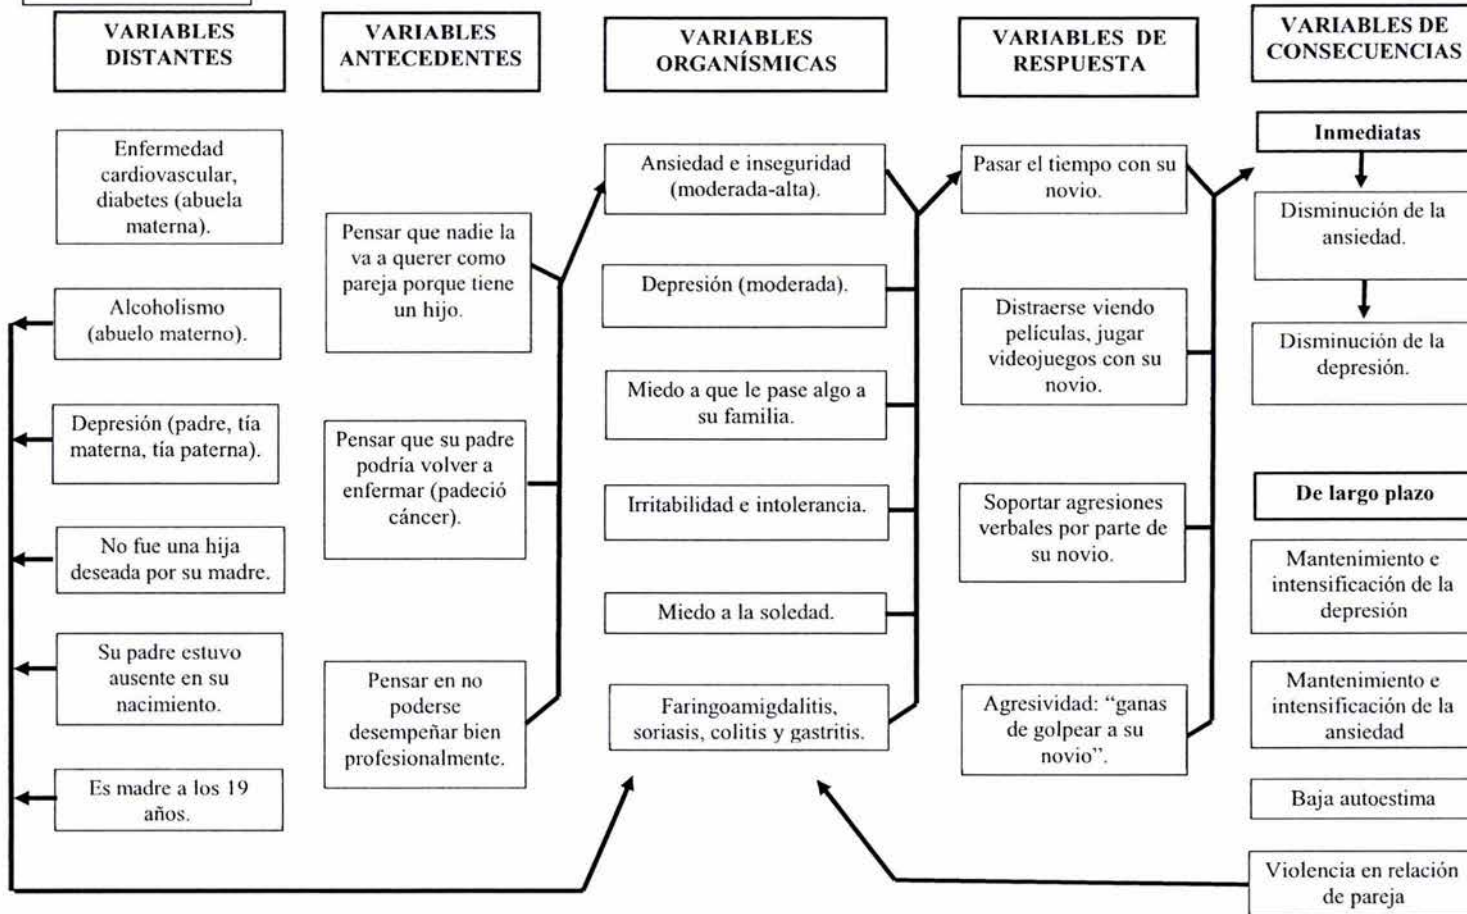 VARIABLES
DISTANTES
VARIABLES
ANTECEDENTES
VARIABLES
ORGANÍSMICAS
VARIABLES DE
RESPUESTA
VARIABLES DE
CONSECUENCIAS
Enfermedad
cardiovascular,
diabetes (abuela
materna).
Alcoholismo
(abuelo materno).
Depresión (padre, tía
materna, tía paterna).
No fue una hija
deseada por su madre.
Su padre estuvo
ausente en su
nacimiento.
Es madre a los 19
años.
Pensar que nadie la
va a querer como
pareja porque tiene
un hijo.
Pensar que su padre
podría volver a
enfermar (padeció
cáncer).
Pensar en no
poderse
desempeñar bien
profesionalmente.
Ansiedad e inseguridad
(moderada-alta).
Depresión (moderada).
Miedo a que le pase algo a
su familia.
Irritabilidad e intolerancia.
Miedo a la soledad.
Faringoamigdalitis,
soriasis, colitis y gastritis.
Pasar el tiempo con su
novio.
Distraerse viendo
películas, jugar
videojuegos con su
novio.
Soportar agresiones
verbales por parte de
su novio.
Agresividad: “ganas
de golpear a su
novio”.
Inmediatas
Disminución de la
ansiedad.
Disminución de la
depresión.
De largo plazo
Mantenimiento e
intensificación de la
depresión
Mantenimiento e
intensificación de la
ansiedad
Baja autoestima
Violencia en relación
de pareja